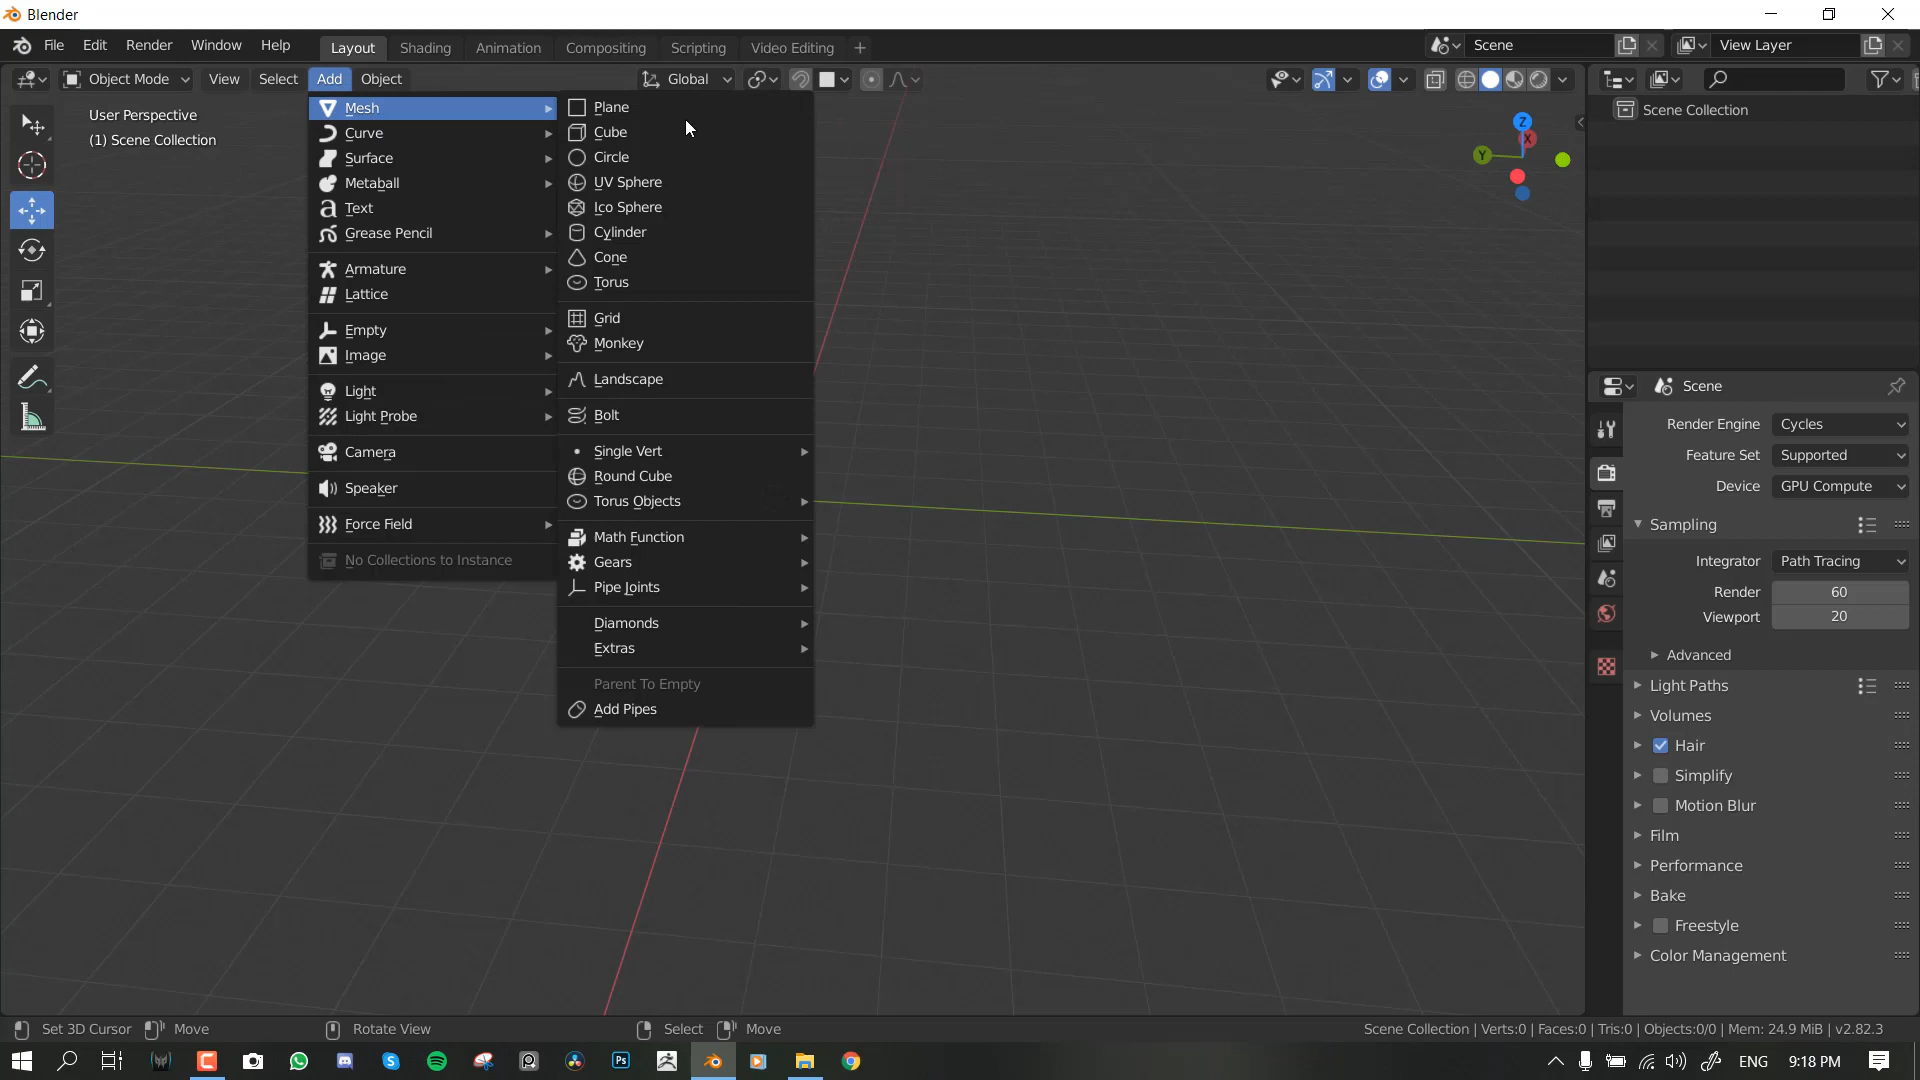 Blender
File Edit Render Window Help Layout Shading Animation Compositing Scripting Video Editing + Scene View Layer
Object Mode View Select Add Object Global
User Perspective
(1) Scene Collection
Mesh
Curve
Surface
Metaball
Text
Grease Pencil
Armature
Lattice
Empty
Image
Light
Light Probe
Camera
Speaker
Force Field
No Collections to Instance
Plane
Cube
Circle
UV Sphere
Ico Sphere
Cylinder
Cone
Torus
Grid
Monkey
Landscape
Bolt
Single Vert
Round Cube
Torus Objects
Math Function
Gears
Pipe Joints
Diamonds
Extras
Parent To Empty
Add Pipes
Z
X
Y
Scene Collection
Scene
Render Engine Cycles
Feature Set Supported
Device GPU Compute
Sampling
Integrator Path Tracing
Render 60
Viewport 20
Advanced
Light Paths
Volumes
Hair
Simplify
Motion Blur
Film
Performance
Bake
Freestyle
Color Management
Set 3D Cursor Move Rotate View Select Move Scene Collection | Verts:0 | Faces:0 | Tris:0 | Objects:0/0 | Mem: 24.9 MiB | v2.82.3
Ps ENG 9:18 PM